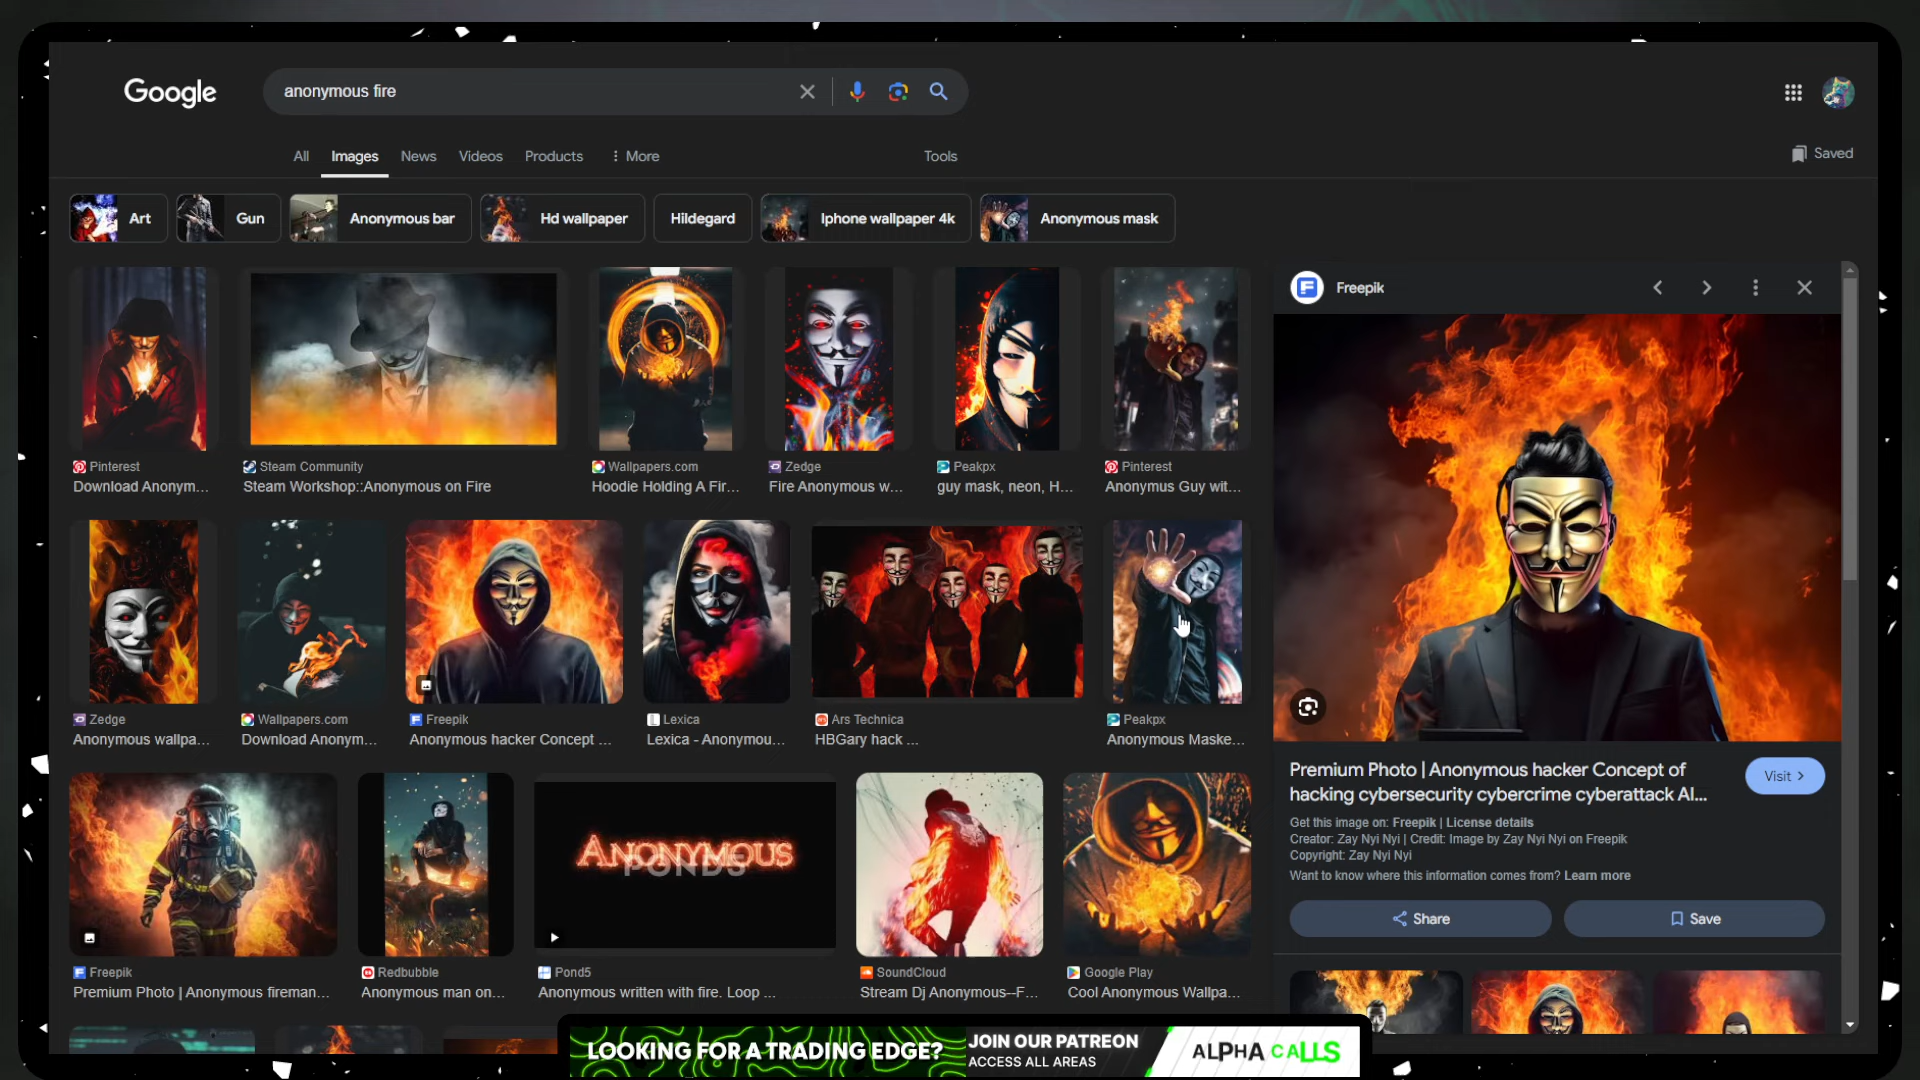 Google
anonymous fire
All
Images
News
Videos
Products
More
Tools
Saved
Art
Gun
Anonymous bar
Hd wallpaper
Hildegard
Iphone wallpaper 4k
Anonymous mask
Pinterest
Download Anonym...
Steam Community
Steam Workshop::Anonymous on Fire
Wallpapers.com
Hoodie Holding A Fir...
Zedge
Fire Anonymous w...
Peakpx
guy mask, neon, H...
Pinterest
Anonymus Guy wit...
Zedge
Anonymous wallpa...
Wallpapers.com
Download Anonym...
Freepik
Anonymous hacker Concept ...
Lexica
Lexica - Anonymou...
Ars Technica
HBGary hack ...
Peakpx
Anonymous Maske...
ANONYMOUS
POND5
Freepik
Premium Photo | Anonymous fireman...
Redbubble
Anonymous man on...
Pond5
Anonymous written with fire. Loop ...
SoundCloud
Stream Dj Anonymous--F...
Google Play
Cool Anonymous Wallpa...
Freepik
Premium Photo | Anonymous hacker Concept of
hacking cybersecurity cybercrime cyberattack AI...
Visit
Get this image on: Freepik | License details
Creator: Zay Nyi Nyi | Credit: Image by Zay Nyi Nyi on Freepik
Copyright: Zay Nyi Nyi
Want to know where this information comes from? Learn more
Share
Save
LOOKING FOR A TRADING EDGE?
JOIN OUR PATREON
ACCESS ALL AREAS
ALPHA CALLS